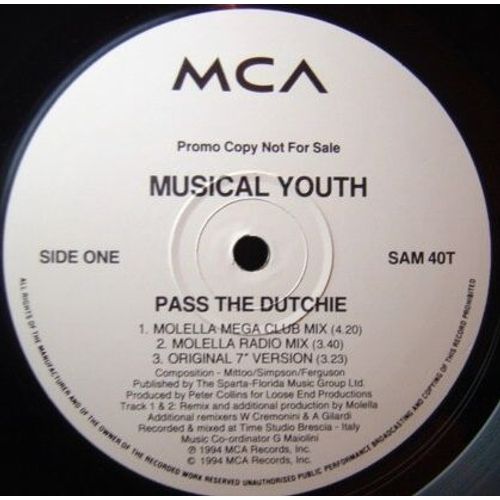 MCA
Promo Copy Not For Sale
MUSICAL YOUTH
SIDE ONE
SAM 40T
PASS THE DUTCHIE
1. MOLELLA MEGA CLUB MIX (4.20)
2. MOLELLA RADIO MIX (3.40)
3. ORIGINAL 7" VERSION (3.23)
Composition - Mittoo/Simpson/Ferguson
Published by The Sparta-Florida Music Group Ltd.
Produced by Peter Collins for Loose End Productions
Track 1 & 2: Remix and additional production by Molella
Additional remixers W Cremonini & A Gilardi
Recorded & mixed at Time Studio Brescia - Italy
Music Co-ordinator G Maiolini
℗ 1994 MCA Records, Inc.
© 1994 MCA Records, Inc.
ALL RIGHTS OF THE MANUFACTURER AND OF THE OWNER OF THE RECORDED WORK RESERVED UNAUTHORISED PUBLIC PERFORMANCE BROADCASTING AND COPYING OF THIS RECORD PROHIBITED